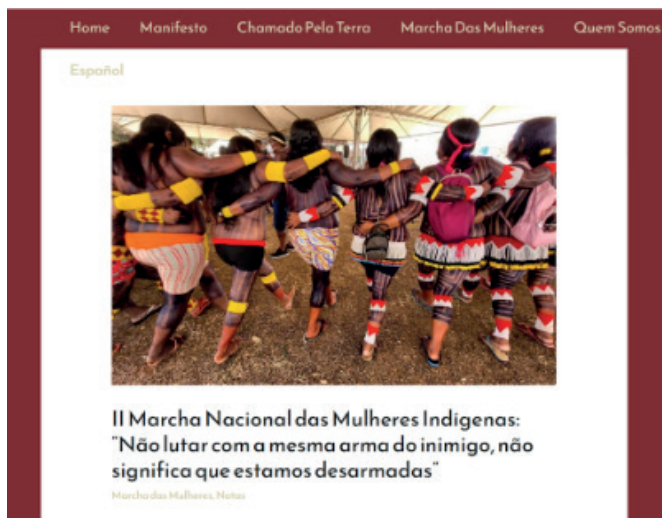 Home Manifesto Chamado Pela Terra Marcha Das Mulheres Quem Somos
Español
II Marcha Nacional das Mulheres Indígenas:
"Não lutar com a mesma arma do inimigo, não
significa que estamos desarmadas"
Marcha das Mulheres, Notas